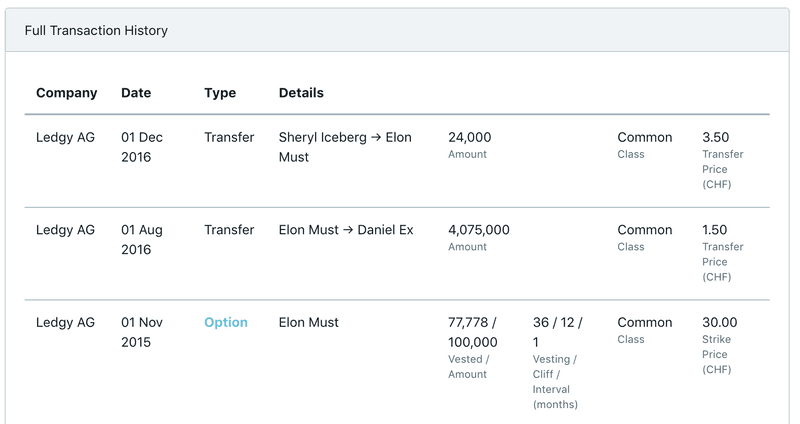 Full Transaction History
Company Date Type Details
Ledgy AG 01 Dec Transfer Sheryl Iceberg → Elon 24,000 Common 3.50
2016 Must Amount Class Transfer
Price
(CHF)
Ledgy AG 01 Aug Transfer Elon Must → Daniel Ex 4,075,000 Common 1.50
2016 Amount Class Transfer
Price
(CHF)
Ledgy AG 01 Nov Option Elon Must 77,778 / 36 / 12 / Common 30.00
2015 100,000 1 Class Strike
Vested / Vesting / Price
Amount Cliff / (CHF)
Interval
(months)